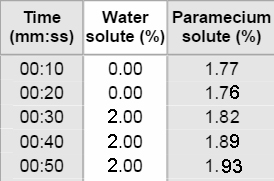 Time Water Paramecium
(mm:ss) solute (%) solute (%)
00:10 0.00 1.77
00:20 0.00 1.76
00:30 2.00 1.82
00:40 2.00 1.89
00:50 2.00 1.93